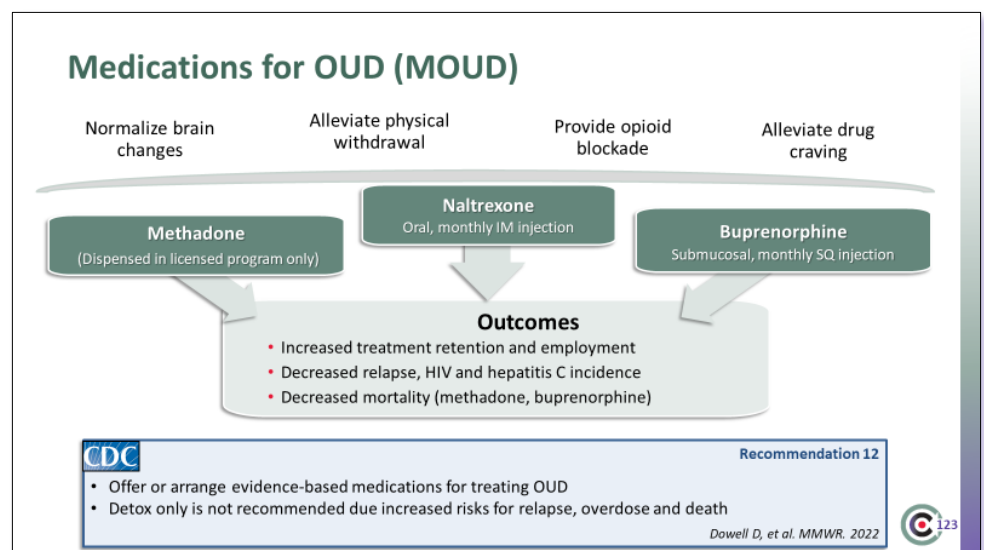 Medications for OUD (MOUD)
Normalize brain
changes
Alleviate physical
withdrawal
Provide opioid
blockade
Alleviate drug
craving
Methadone
(Dispensed in licensed program only)
Naltrexone
Oral, monthly IM injection
Buprenorphine
Submucosal, monthly SQ injection
Outcomes
• Increased treatment retention and employment
• Decreased relapse, HIV and hepatitis C incidence
• Decreased mortality (methadone, buprenorphine)
CDC
Recommendation 12
• Offer or arrange evidence-based medications for treating OUD
• Detox only is not recommended due increased risks for relapse, overdose and death
Dowell D, et al. MMWR. 2022
123